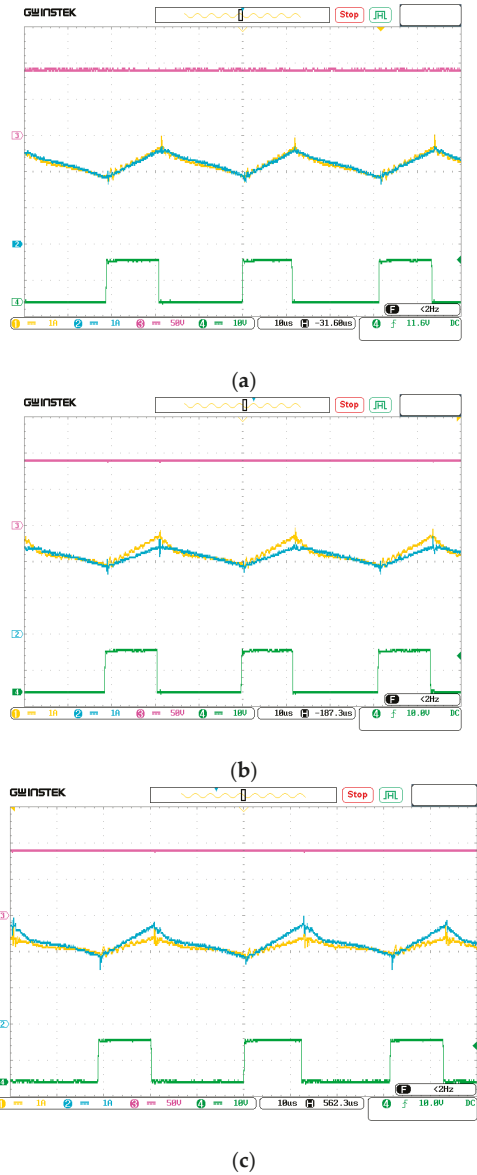 GWINSTEK Stop
3
2
4
F <2Hz
1 1A 2 1A 3 50V 4 10V 10us H -31.60us 4 11.6V DC
(a)
GWINSTEK Stop
3
2
4
F <2Hz
1 1A 2 1A 3 50V 4 10V 10us H -187.3us 4 10.0V DC
(b)
GWINSTEK Stop
3
2
4
F <2Hz
1 1A 2 1A 3 50V 4 10V 10us H 562.3us 4 10.0V DC
(c)